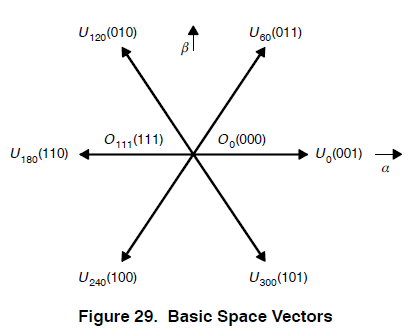 U120(010)
β
U60(011)
O111(111)
O0(000)
U180(110)
U0(001)
α
U240(100)
U300(101)
Figure 29. Basic Space Vectors